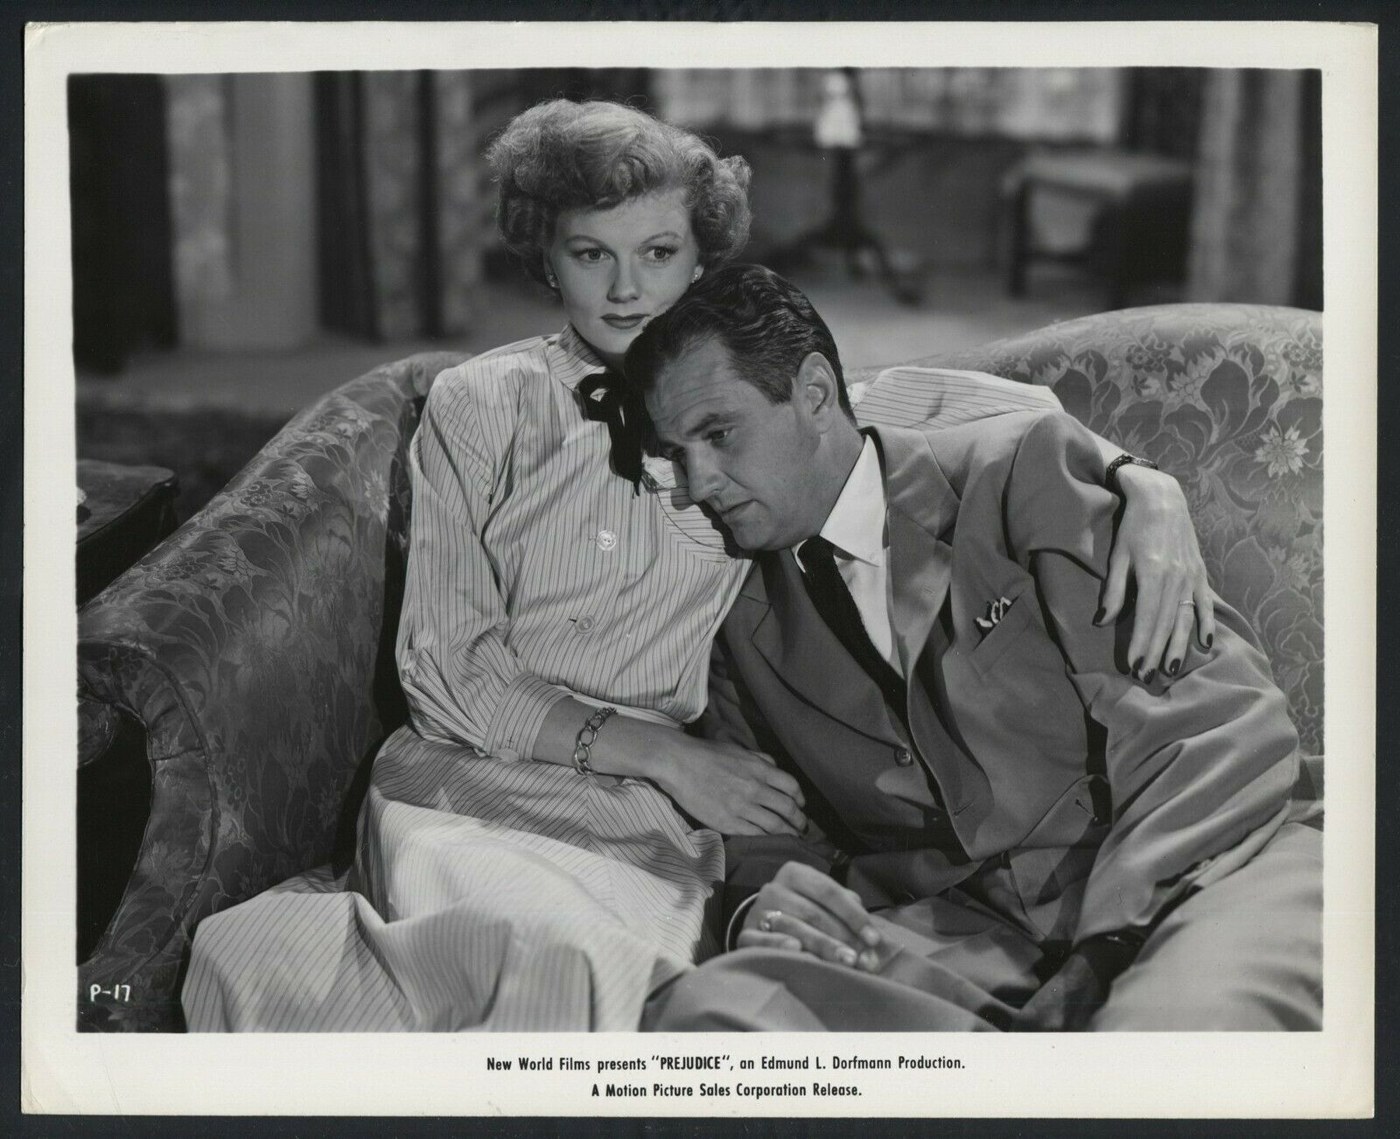 P-17
New World Films presents "PREJUDICE", an Edmund L. Dorfmann Production.
A Motion Picture Sales Corporation Release.